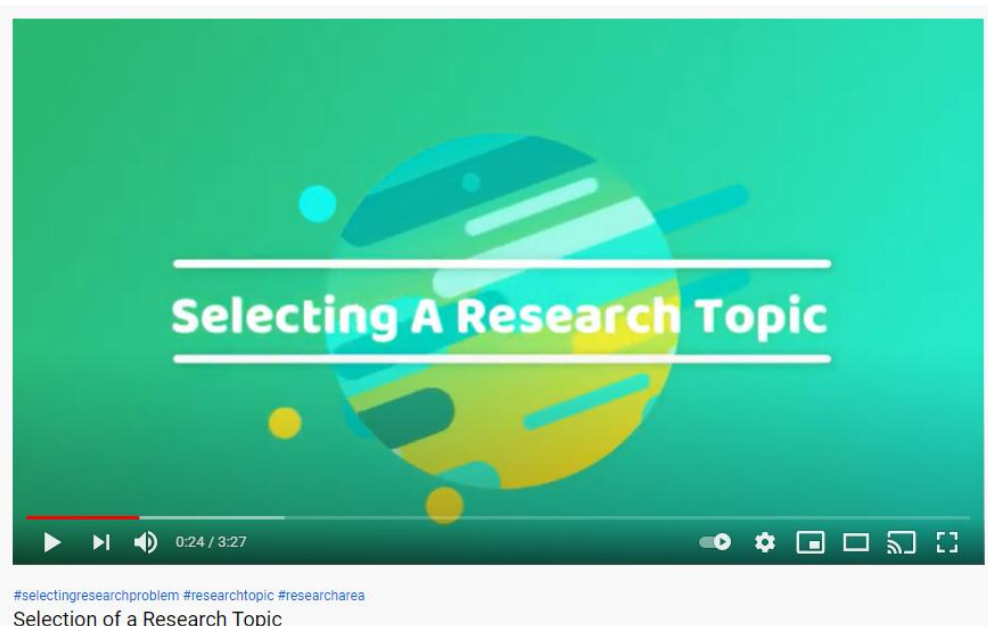 Selecting A Research Topic
0:24 / 3:27
#selectingresearchproblem #researchtopic #researcharea
Selection of a Research Topic